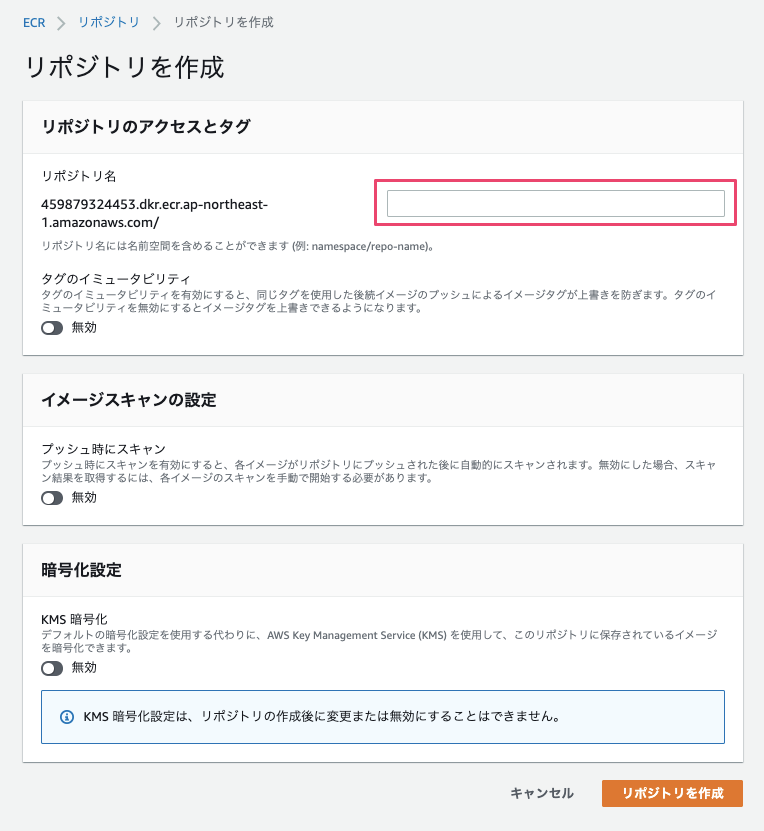 ECR > リポジトリ > リポジトリを作成
リポジトリを作成
リポジトリのアクセスとタグ
リポジトリ名
459879324453.dkr.ecr.ap-northeast-
1.amazonaws.com/
リポジトリ名には名前空間を含めることができます (例: namespace/repo-name)。
タグのイミュータビリティ
タグのイミュータビリティを有効にすると、同じタグを使用した後続イメージのプッシュによるイメージタグが上書きを防ぎます。タグのイ
ミュータビリティを無効にするとイメージタグを上書きできるようになります。
無効
イメージスキャンの設定
プッシュ時にスキャン
プッシュ時にスキャンを有効にすると、各イメージがリポジトリにプッシュされた後に自動的にスキャンされます。無効にした場合、スキャ
ン結果を取得するには、各イメージのスキャンを手動で開始する必要があります。
無効
暗号化設定
KMS 暗号化
デフォルトの暗号化設定を使用する代わりに、AWS Key Management Service (KMS) を使用して、このリポジトリに保存されているイメージ
を暗号化できます。
無効
KMS 暗号化設定は、リポジトリの作成後に変更または無効にすることはできません。
キャンセル
リポジトリを作成